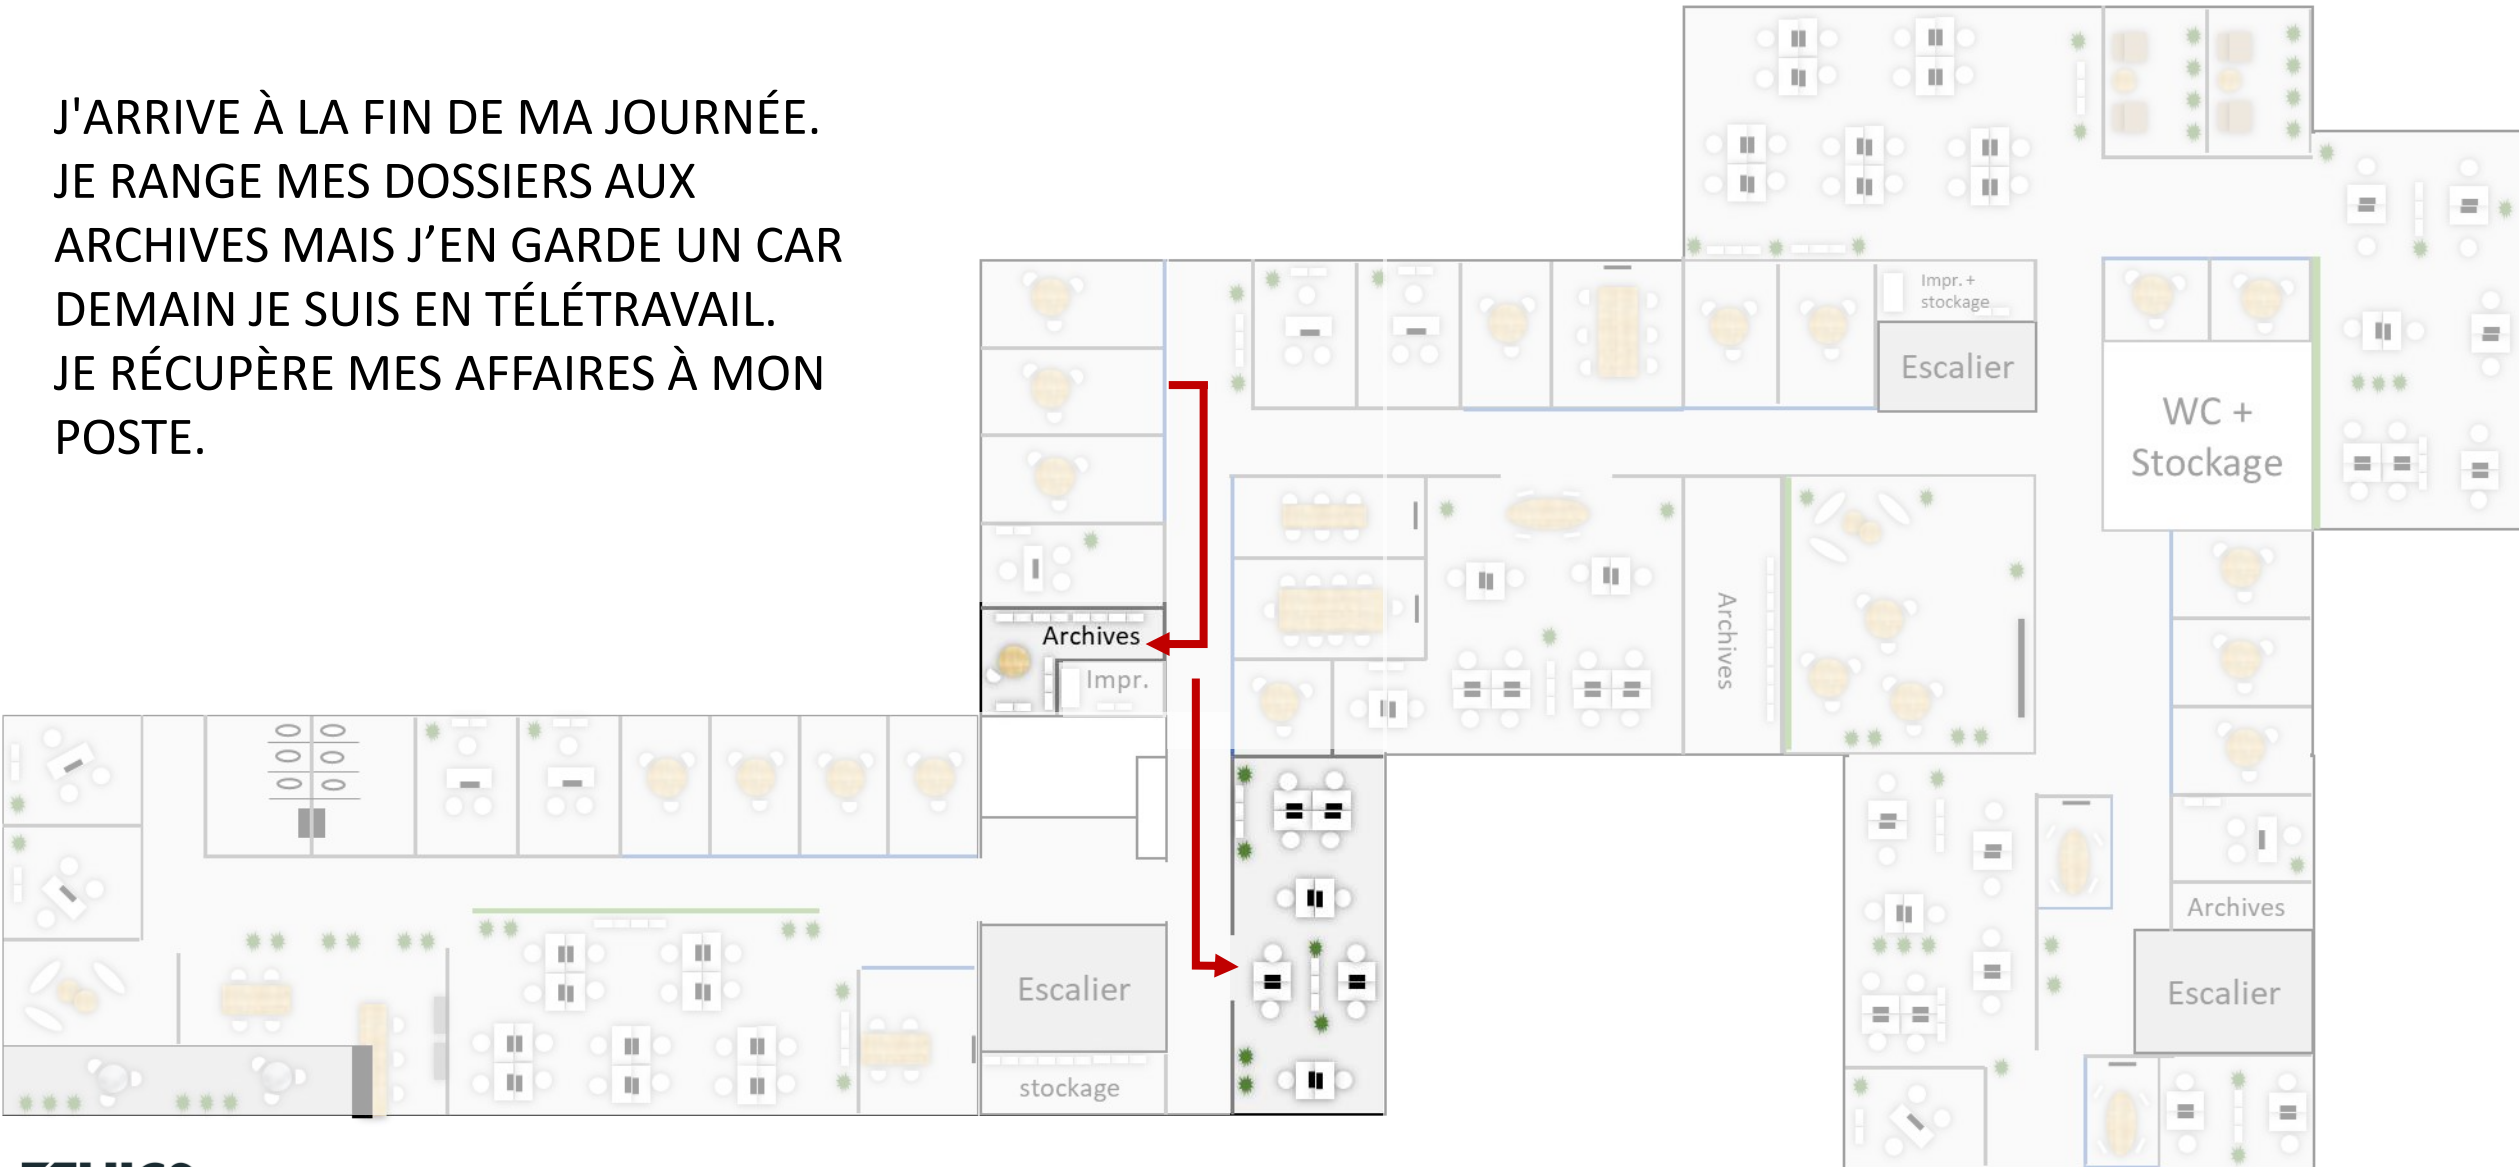 J'ARRIVE À LA FIN DE MA JOURNÉE.
JE RANGE MES DOSSIERS AUX
ARCHIVES MAIS J’EN GARDE UN CAR
DEMAIN JE SUIS EN TÉLÉTRAVAIL.
JE RÉCUPÈRE MES AFFAIRES À MON
POSTE.
Impr. +
stockage
Escalier
WC +
Stockage
Archives
Archives
Impr.
Archives
Escalier
Escalier
stockage